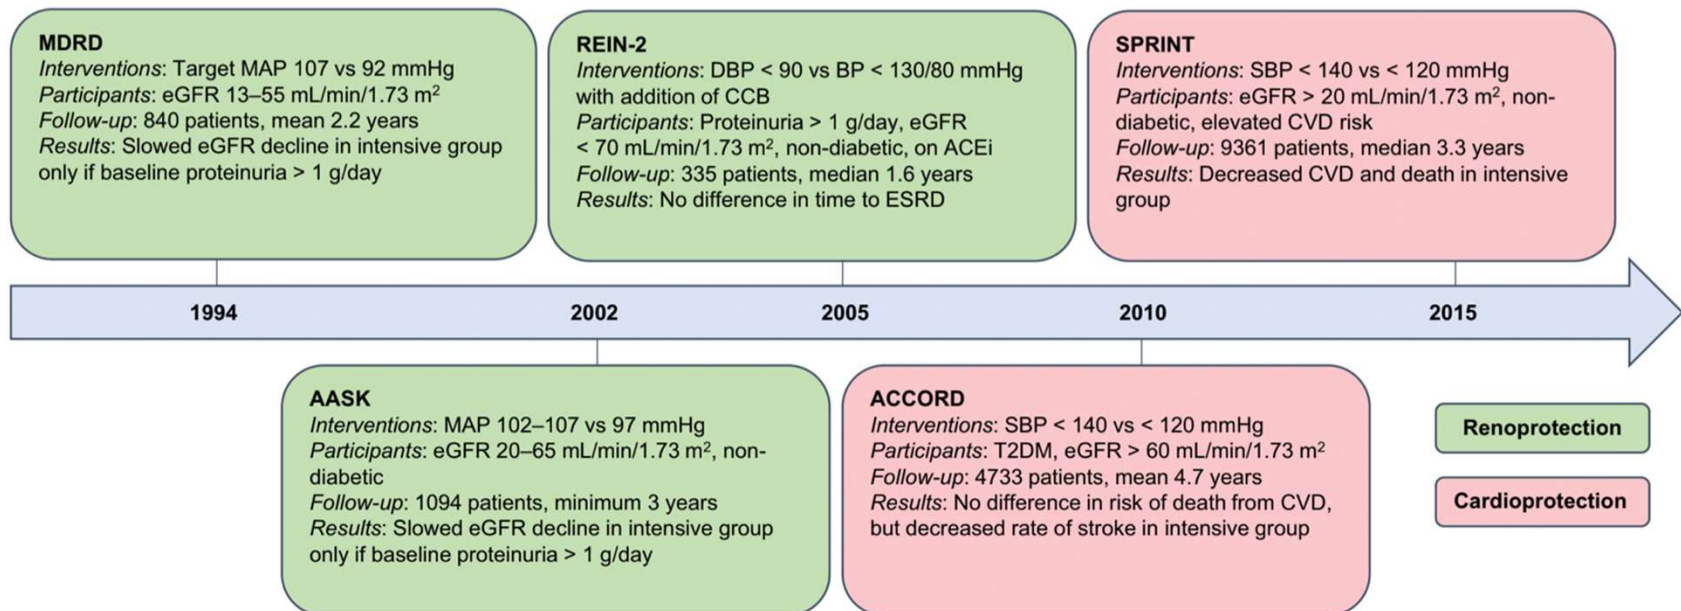 MDRD
Interventions: Target MAP 107 vs 92 mmHg
Participants: eGFR 13–55 mL/min/1.73 m²
Follow-up: 840 patients, mean 2.2 years
Results: Slowed eGFR decline in intensive group
only if baseline proteinuria > 1 g/day
REIN-2
Interventions: DBP < 90 vs BP < 130/80 mmHg
with addition of CCB
Participants: Proteinuria > 1 g/day, eGFR
< 70 mL/min/1.73 m², non-diabetic, on ACEi
Follow-up: 335 patients, median 1.6 years
Results: No difference in time to ESRD
SPRINT
Interventions: SBP < 140 vs < 120 mmHg
Participants: eGFR > 20 mL/min/1.73 m², non-
diabetic, elevated CVD risk
Follow-up: 9361 patients, median 3.3 years
Results: Decreased CVD and death in intensive
group
1994
2002
2005
2010
2015
AASK
Interventions: MAP 102–107 vs 97 mmHg
Participants: eGFR 20–65 mL/min/1.73 m², non-
diabetic
Follow-up: 1094 patients, minimum 3 years
Results: Slowed eGFR decline in intensive group
only if baseline proteinuria > 1 g/day
ACCORD
Interventions: SBP < 140 vs < 120 mmHg
Participants: T2DM, eGFR > 60 mL/min/1.73 m²
Follow-up: 4733 patients, mean 4.7 years
Results: No difference in risk of death from CVD,
but decreased rate of stroke in intensive group
Renoprotection
Cardioprotection